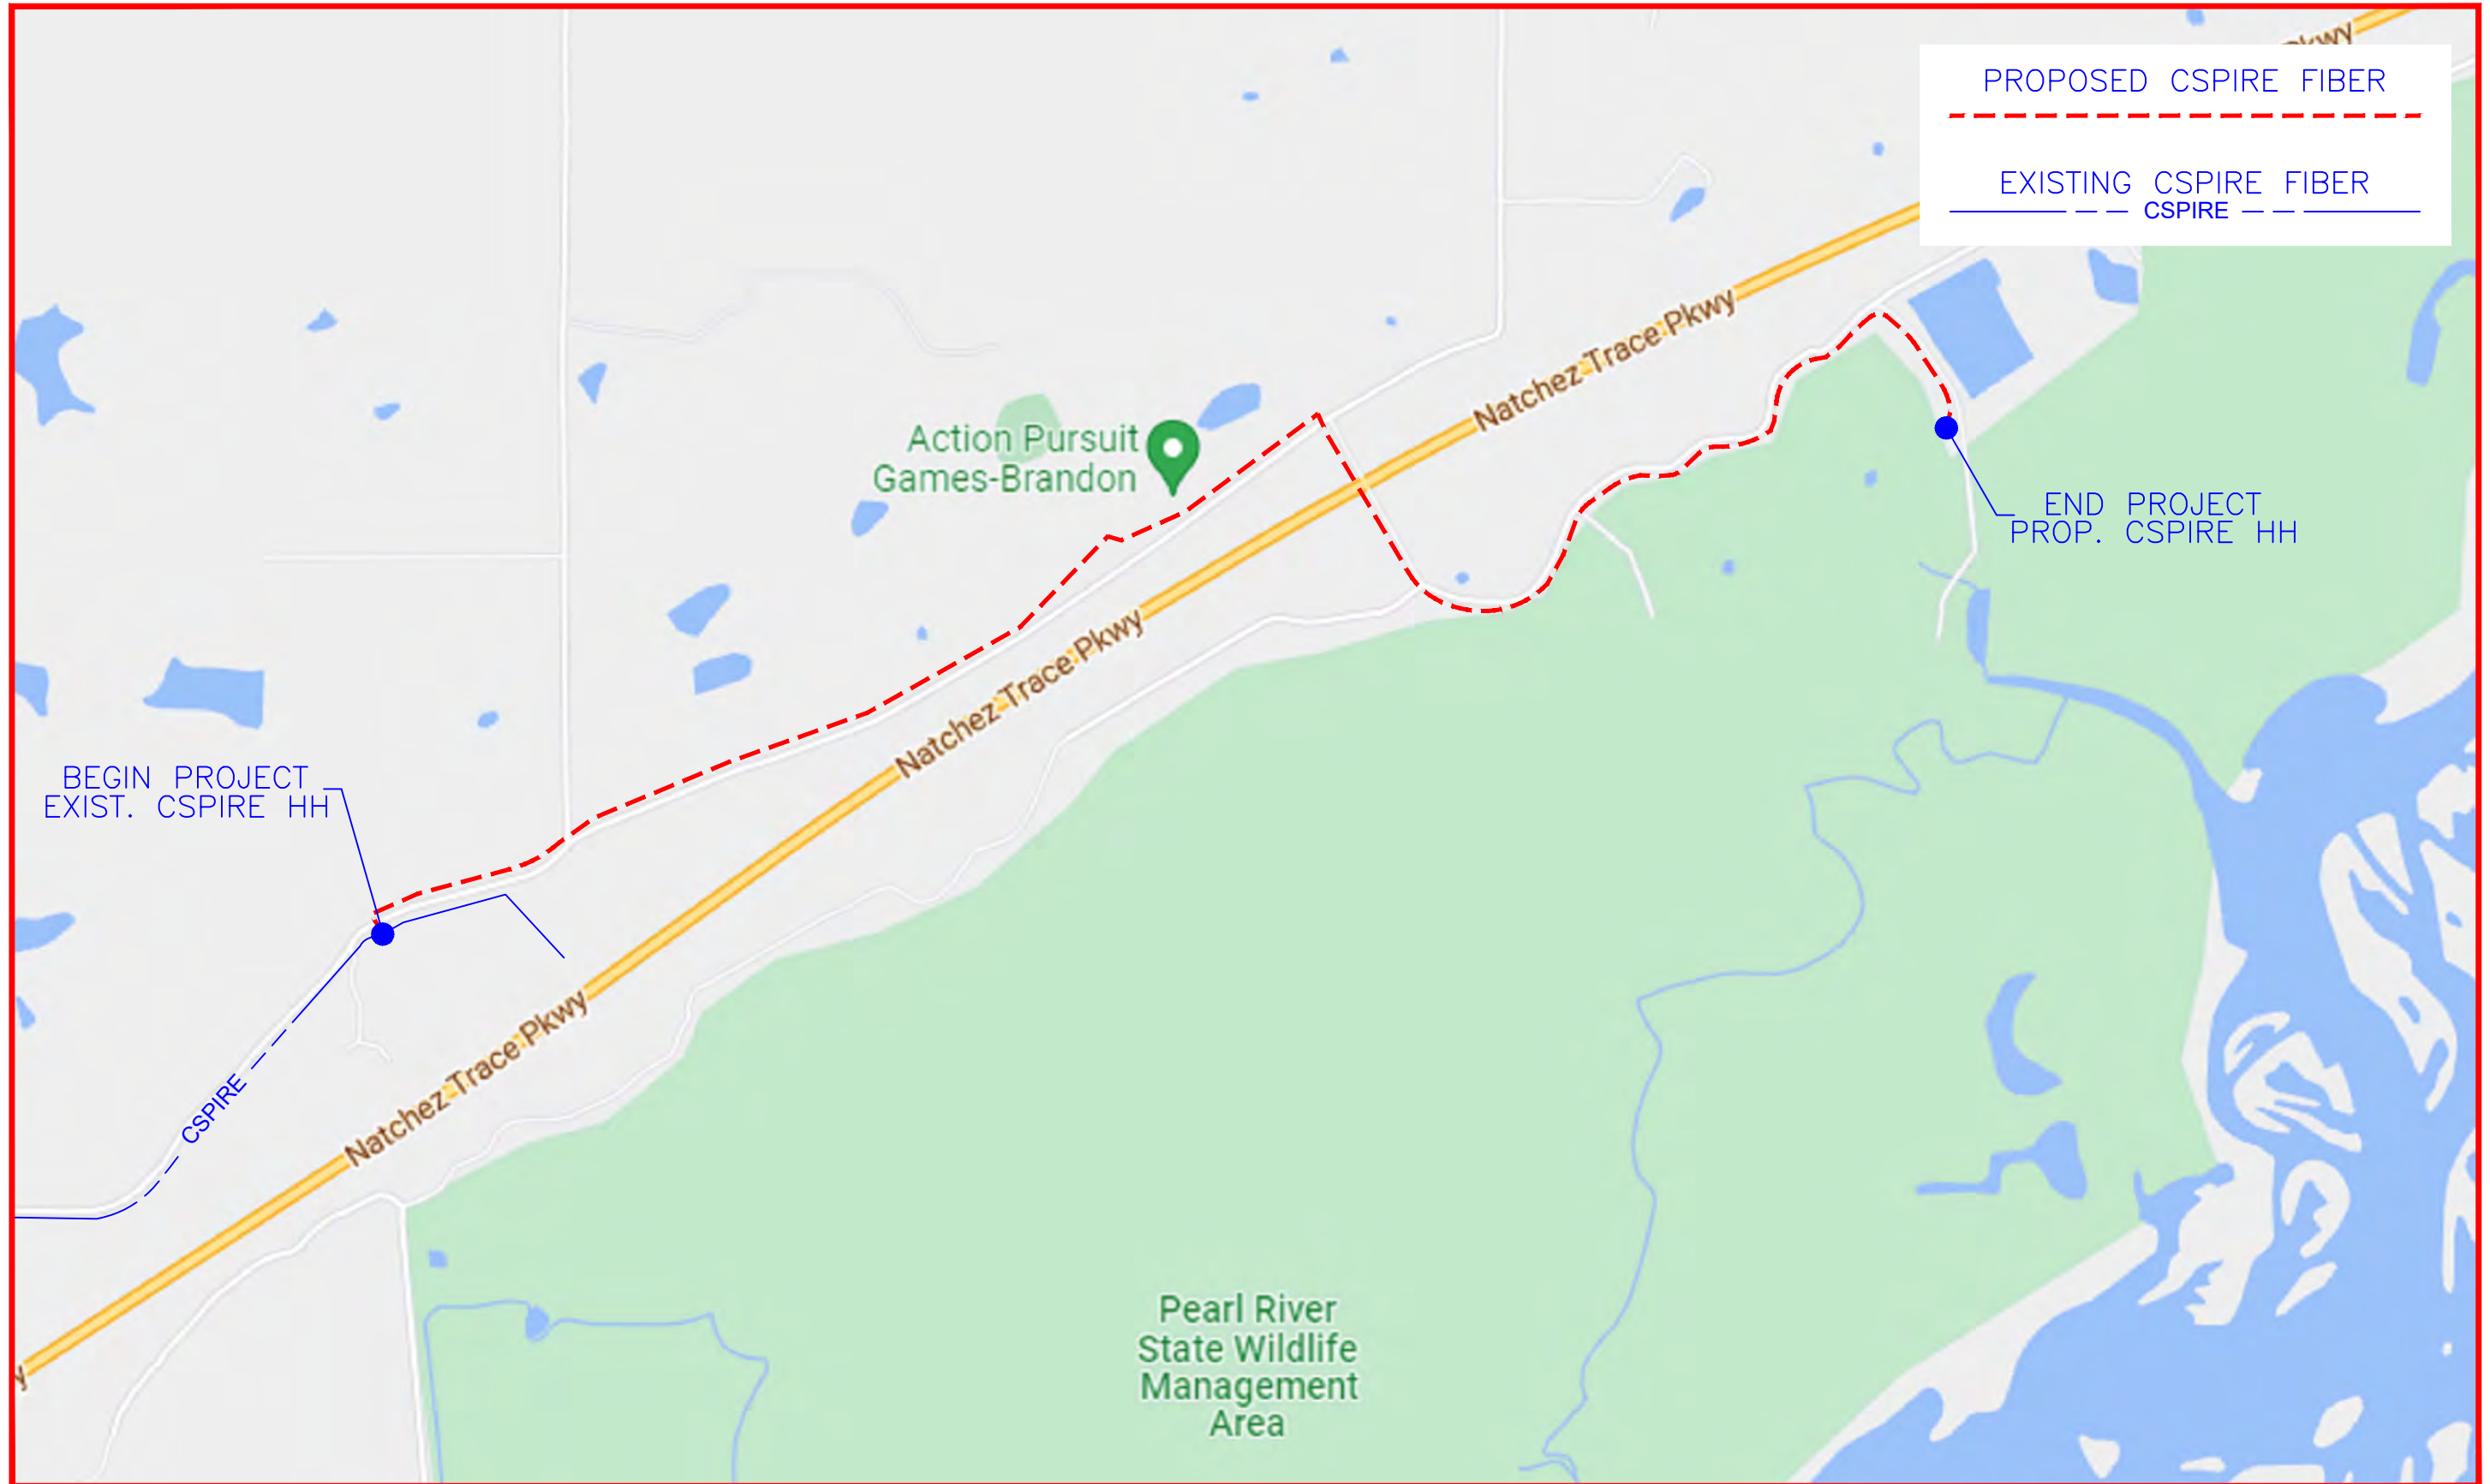 Pkwy
PROPOSED CSPIRE FIBER
EXISTING CSPIRE FIBER
CSPIRE
Natchez Trace Pkwy
Action Pursuit
Games-Brandon
END PROJECT
PROP. CSPIRE HH
Natchez Trace Pkwy
BEGIN PROJECT
EXIST. CSPIRE HH
Natchez Trace Pkwy
CSPIRE
Pearl River
State Wildlife
Management
Area
y